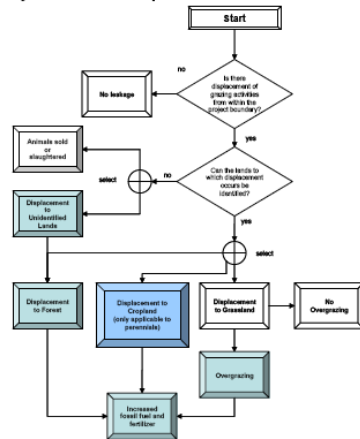 Start
Is there
displacement of
grazing activities
from within the
project boundary?
no
No leakage
yes
Animals sold
or
slaughtered
select
no
Can the lands to
which displacement
occurs be
identified?
Displacement
to
Unidentified
Lands
yes
select
Displacement
to Forest
Displacement to
Cropland
(only applicable to
perennials)
Displacement
to Grassland
No
Overgrazing
Overgrazing
Increased
fossil fuel and
fertilizer